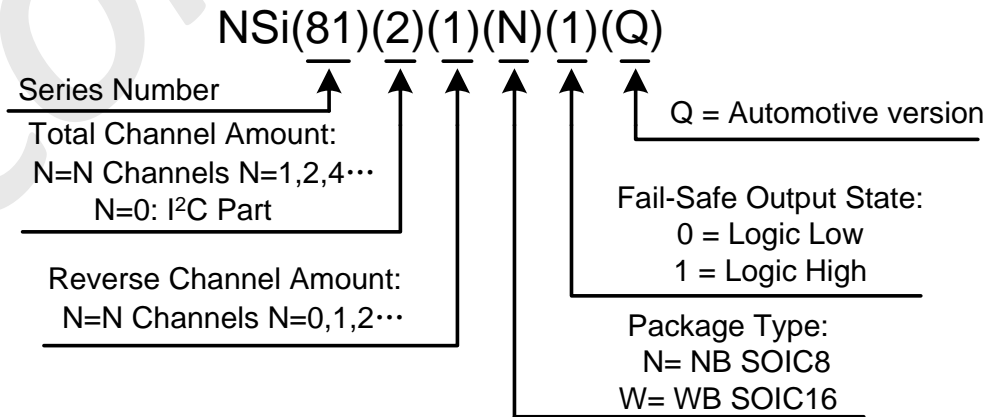 NSi(81)(2)(1)(N)(1)(Q)
Series Number
Total Channel Amount:
N=N Channels N=1,2,4···
N=0: I²C Part
Reverse Channel Amount:
N=N Channels N=0,1,2···
Q = Automotive version
Fail-Safe Output State:
0 = Logic Low
1 = Logic High
Package Type:
N= NB SOIC8
W= WB SOIC16